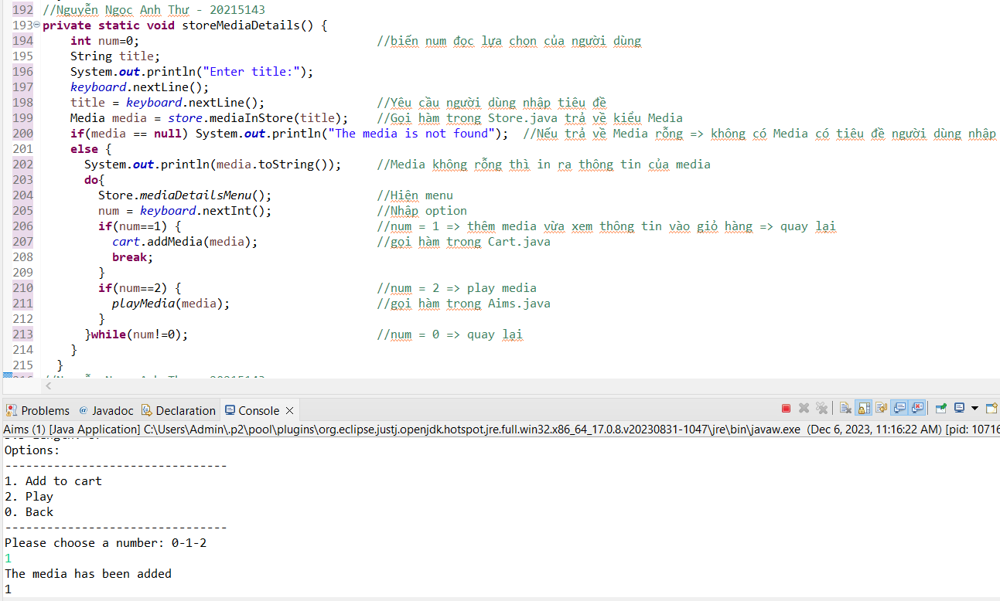 192 //Nguyễn Ngọc Anh Thư - 20215143
193 private static void storeMediaDetails() {
194 int num=0; //biến num đọc lựa chọn của người dùng
195 String title;
196 System.out.println("Enter title:");
197 keyboard.nextLine();
198 title = keyboard.nextLine(); //Yêu cầu người dùng nhập tiêu đề
199 Media media = store.mediaInStore(title); //Gọi hàm trong Store.java trả về kiểu Media
200 if(media == null) System.out.println("The media is not found"); //Nếu trả về Media rỗng => không có Media có tiêu đề người dùng nhập
201 else {
202 System.out.println(media.toString()); //Media không rỗng thì in ra thông tin của media
203 do{
204 Store.mediaDetailsMenu(); //Hiện menu
205 num = keyboard.nextInt(); //Nhập option
206 if(num==1) { //num = 1 => thêm media vừa xem thông tin vào giỏ hàng => quay lại
207 cart.addMedia(media); //gọi hàm trong Cart.java
208 break;
209 }
210 if(num==2) { //num = 2 => play media
211 playMedia(media); //gọi hàm trong Aims.java
212 }
213 }while(num!=0); //num = 0 => quay lại
214 }
215 }
Problems @ Javadoc Declaration Console
Aims (1) [Java Application] C:\Users\Admin\.p2\pool\plugins\org.eclipse.justj.openjdk.hotspot.jre.full.win32.x86_64_17.0.8.v20230831-1047\jre\bin\javaw.exe (Dec 6, 2023, 11:16:22 AM) [pid: 10716
Options:
--------------------------------
1. Add to cart
2. Play
0. Back
--------------------------------
Please choose a number: 0-1-2
1
The media has been added
1